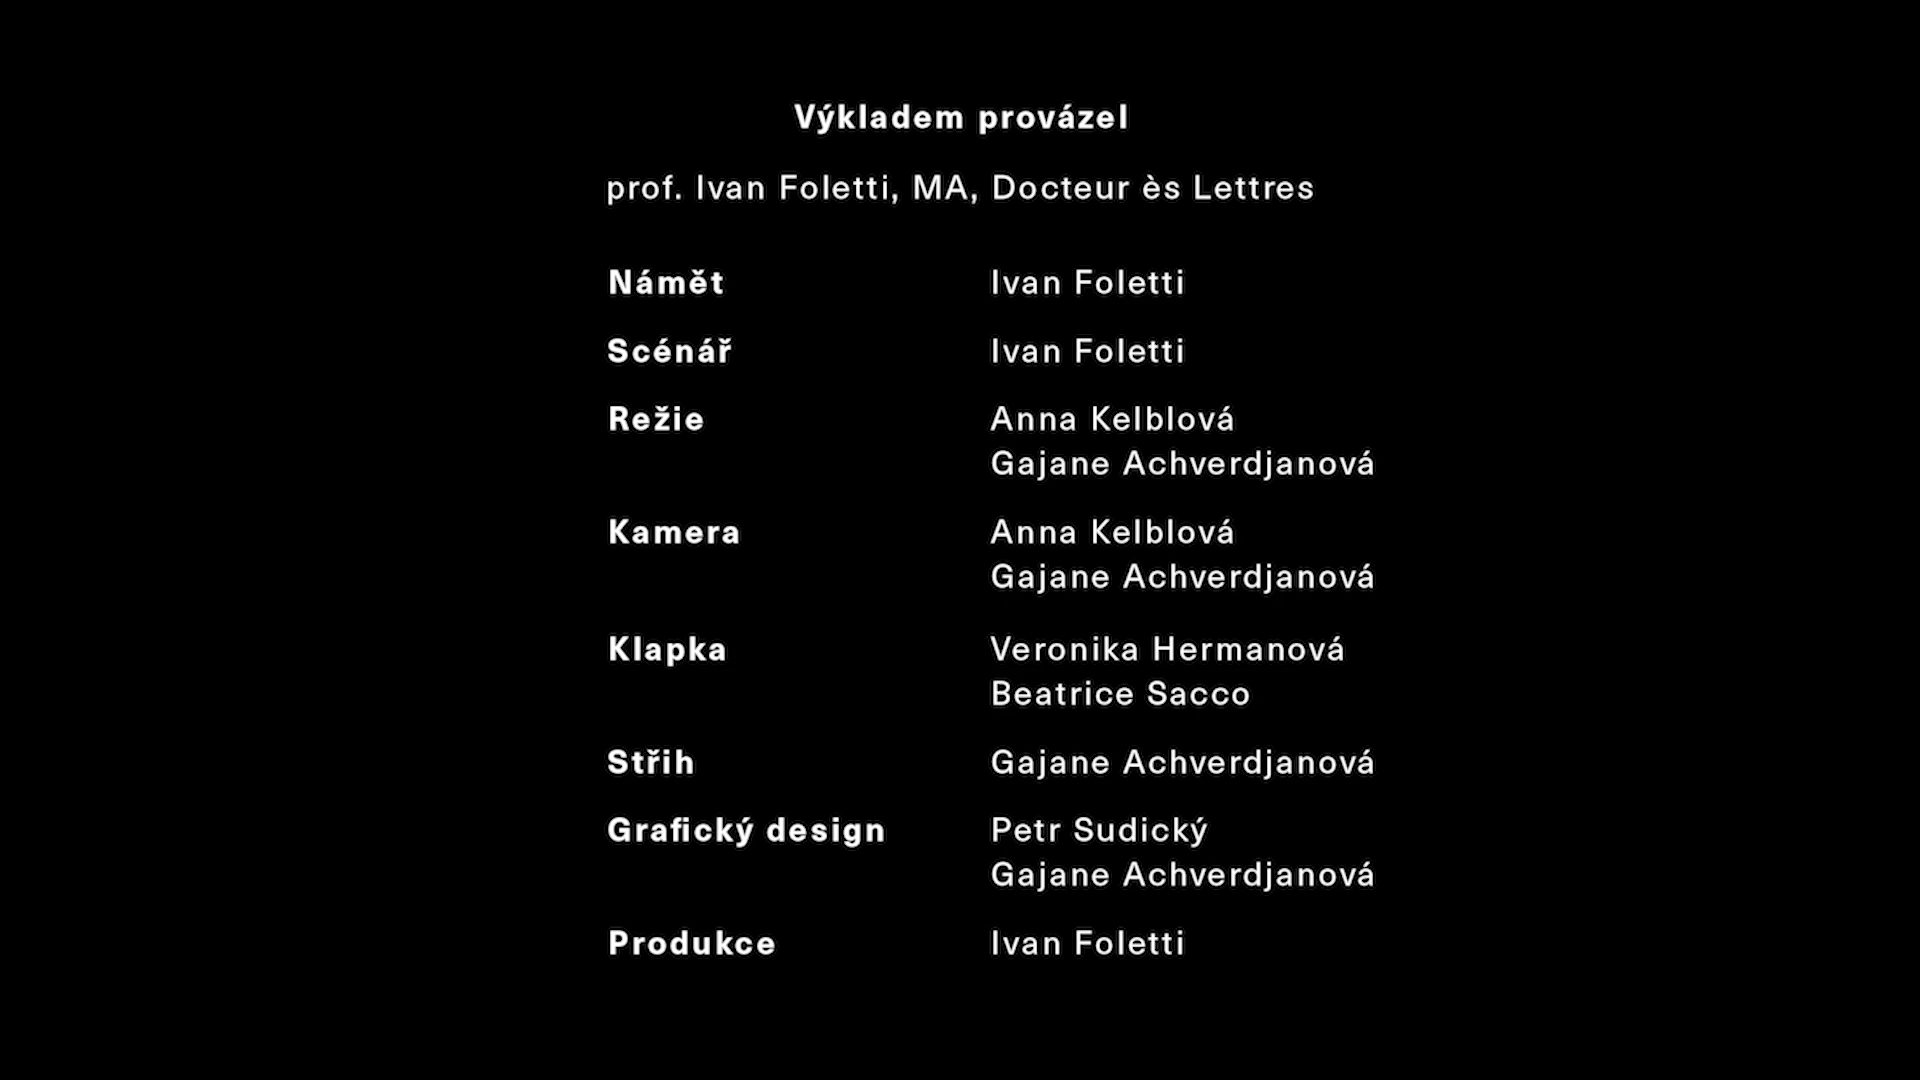 Výkladem provázel
prof. Ivan Foletti, MA, Docteur ès Lettres
Námět Ivan Foletti
Scénář Ivan Foletti
Režie Anna Kelblová
Gajane Achverdjanová
Kamera Anna Kelblová
Gajane Achverdjanová
Klapka Veronika Hermanová
Beatrice Sacco
Střih Gajane Achverdjanová
Grafický design Petr Sudický
Gajane Achverdjanová
Produkce Ivan Foletti